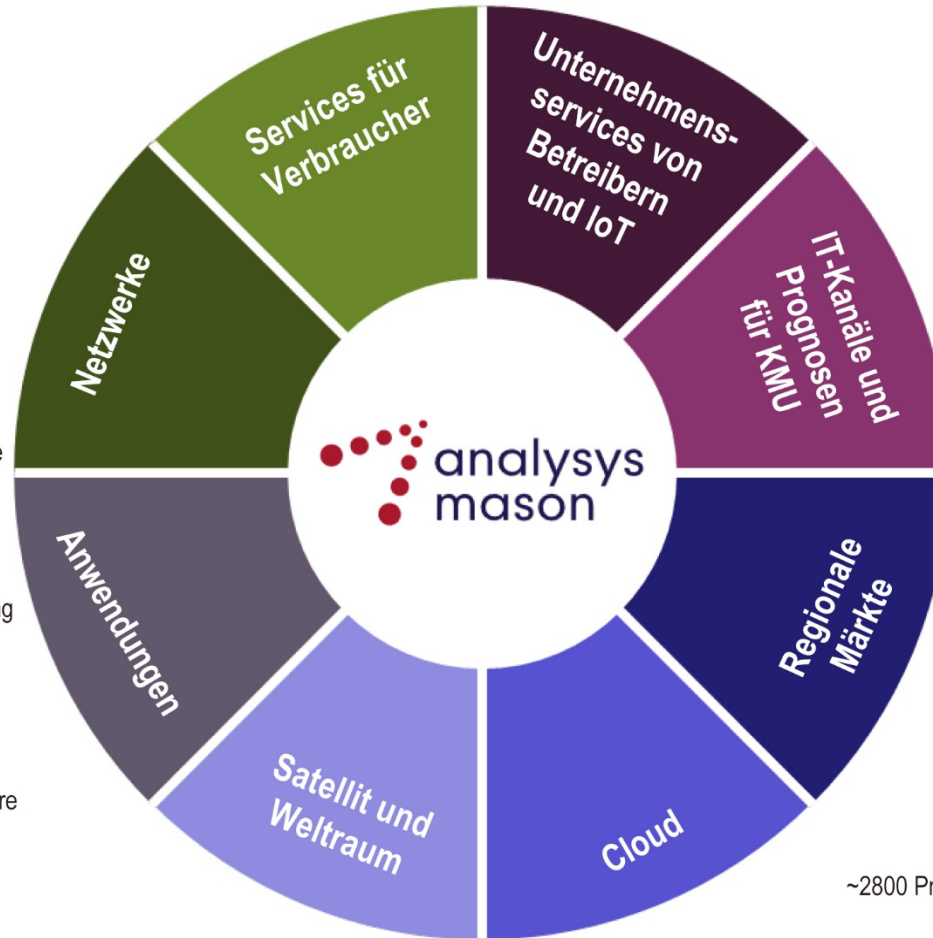 Services für
Verbraucher
Unternehmens-
services von
Betreibern
und IoT
IT-Kanäle und
Prognosen
für KMU
Netzwerke
analysys
mason
Anwendungen
Regionale
Märkte
Satellit und
Weltraum
Cloud
~2800 Pr